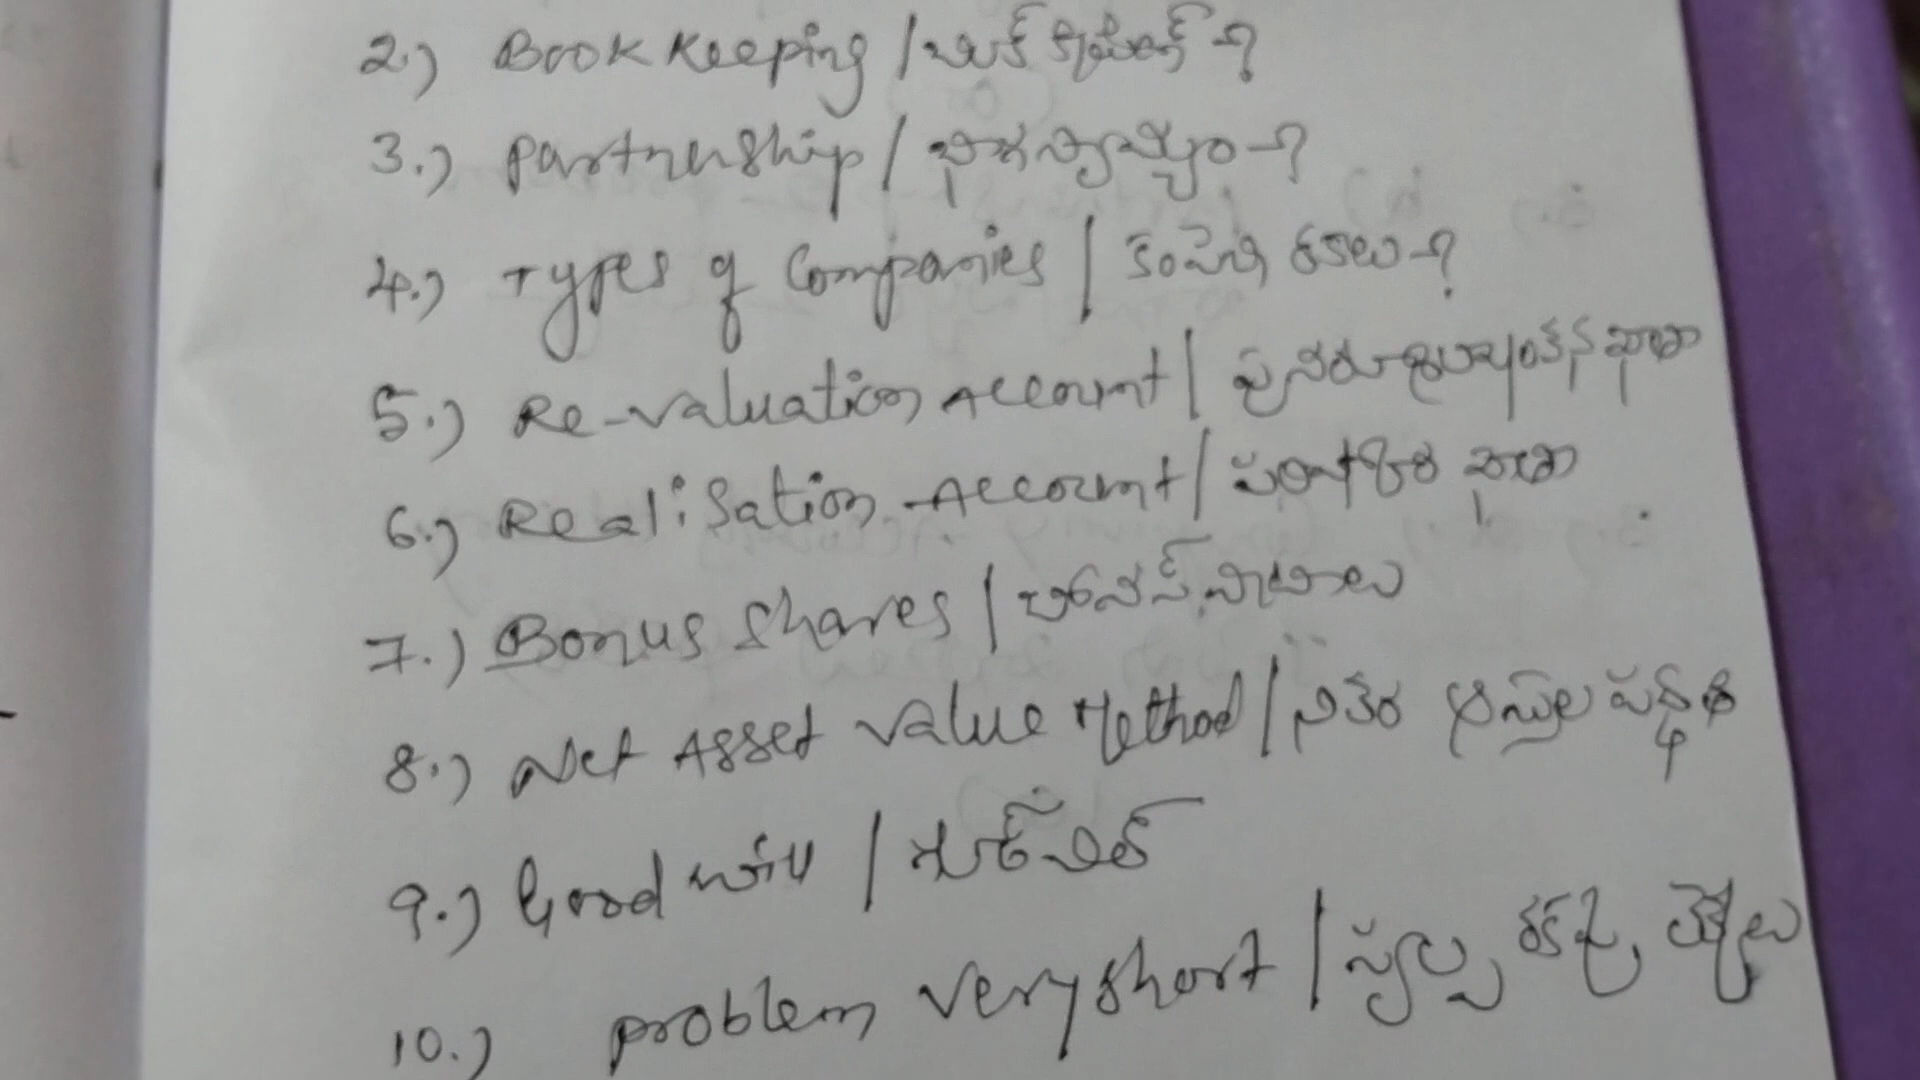 2.) Book keeping / బుక్ కీపింగ్ -?
3.) Partnership / భాగస్వామ్యం -?
4.) Types of Companies / కంపెనీ రకాలు -?
5.) Re-valuation Account / పునర్మూల్యాంకన ఖాతా
6.) Realisation Account / ఖాతా
7.) Bonus Shares / బోనస్ వాటాలు
8.) Net Asset Value Method / నికర ఆస్తుల పద్ధతి
9.) Good will / గుడ్‌విల్
10.) problem very short / స్వల్ప లెక్కలు